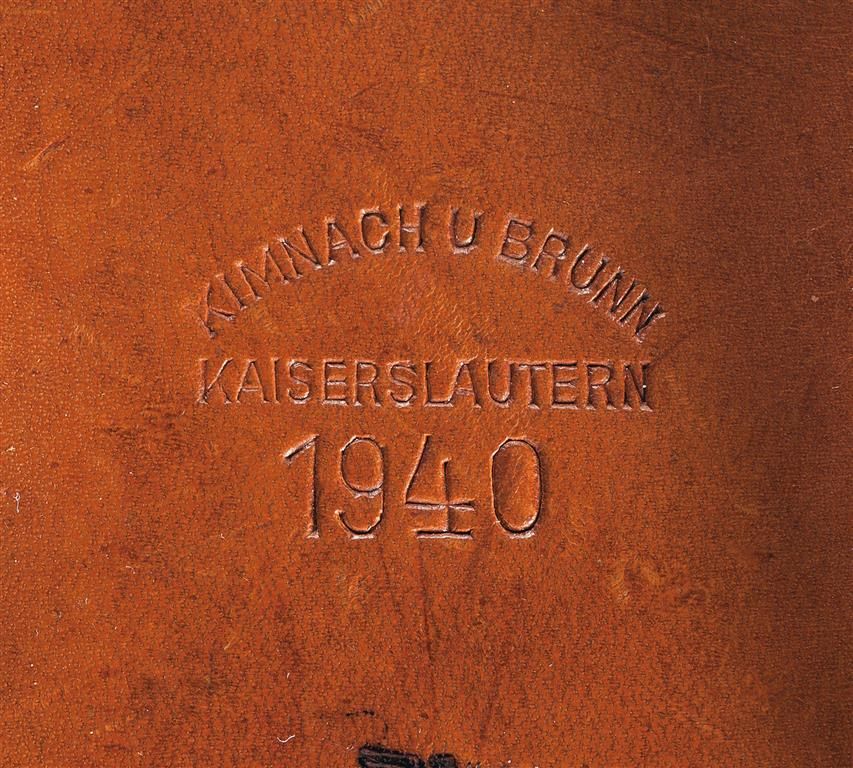 KIMNACH U BRUNN
KAISERSLAUTERN
1940